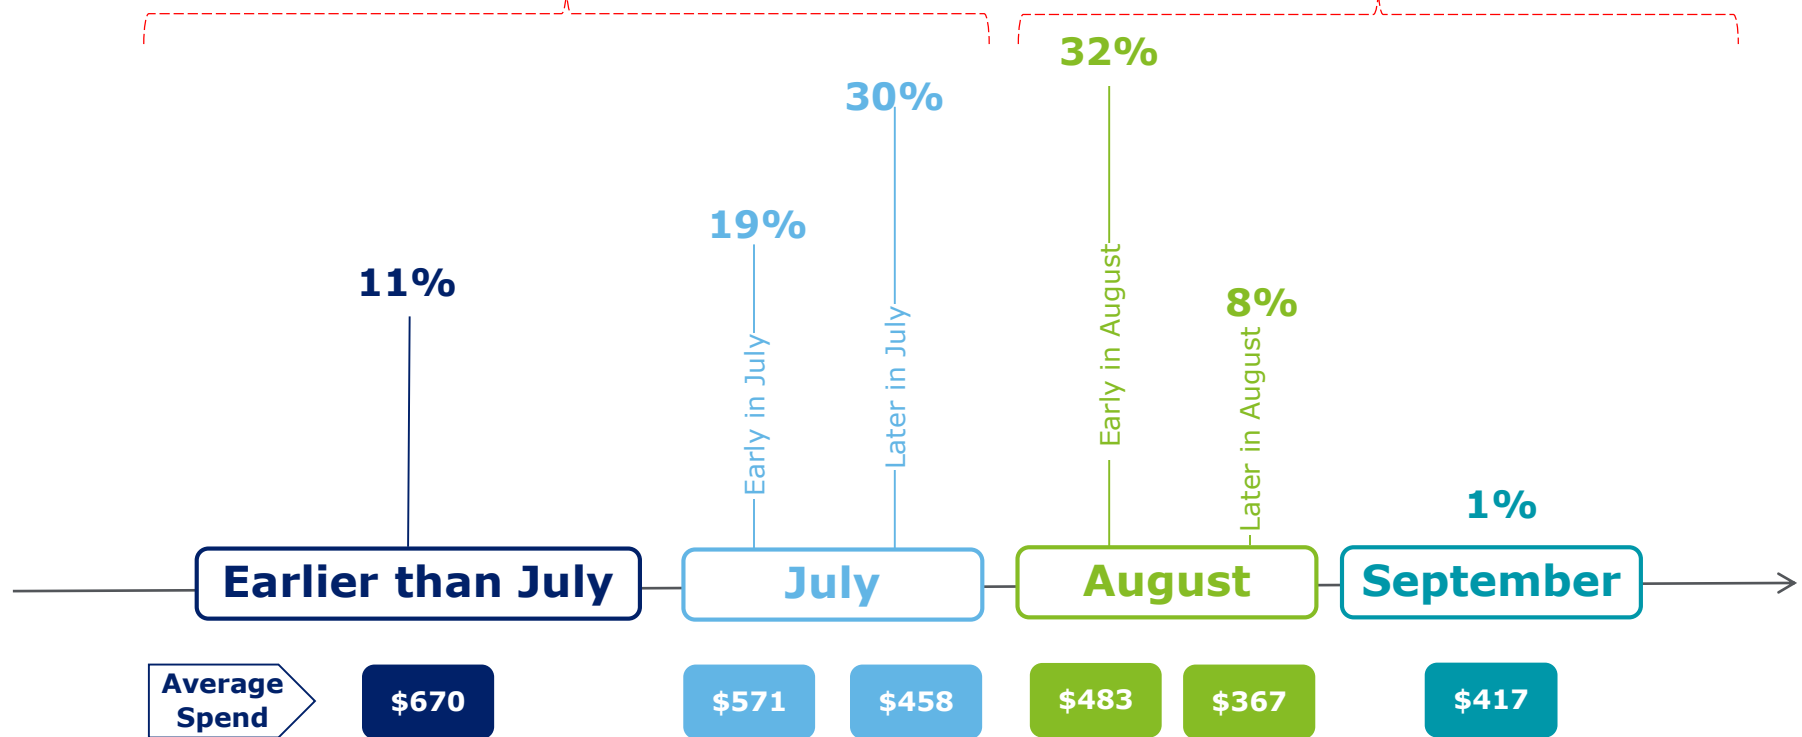 32%
30%
19%
11%
8%
Early in July
Later in July
Early in August
Later in August
1%
Earlier than July
July
August
September
Average
Spend
$670
$571
$458
$483
$367
$417